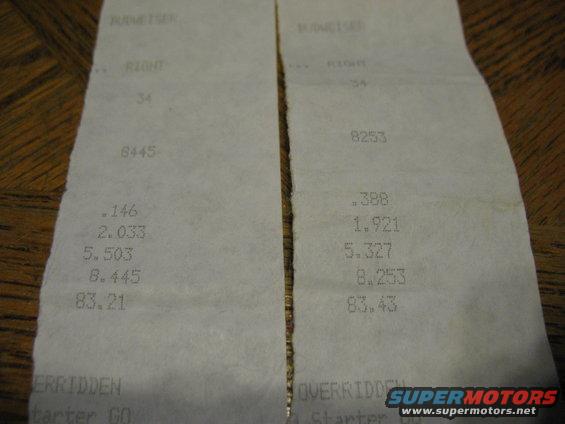 BUDWEISER
... RIGHT
34
8445
.146
2.033
5.503
8.445
83.21
OVERRIDDEN
Starter GO
BUDWEISER
... RIGHT
34
8253
.388
1.921
5.327
8.253
83.43
OVERRIDDEN
Starter GO
SUPERMOTORS
www.supermotors.net